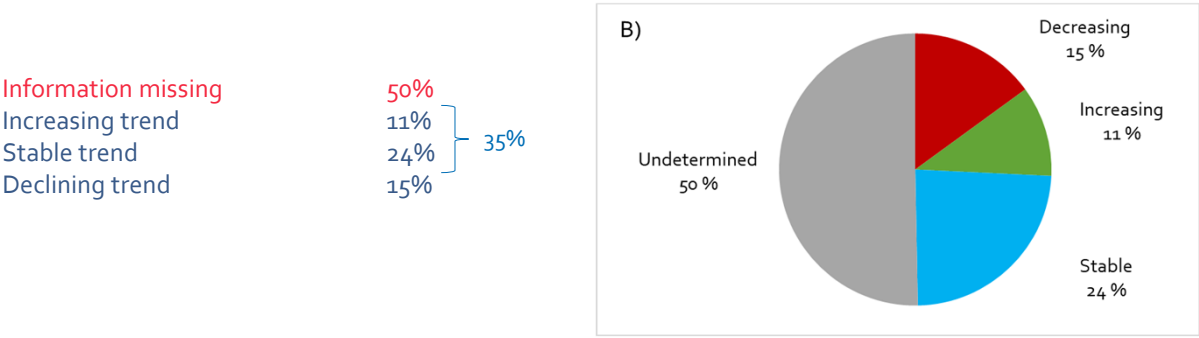 Information missing 50%
Increasing trend 11%
Stable trend 24%
Declining trend 15%
35%
B)
Decreasing
15 %
Increasing
11 %
Undetermined
50 %
Stable
24 %